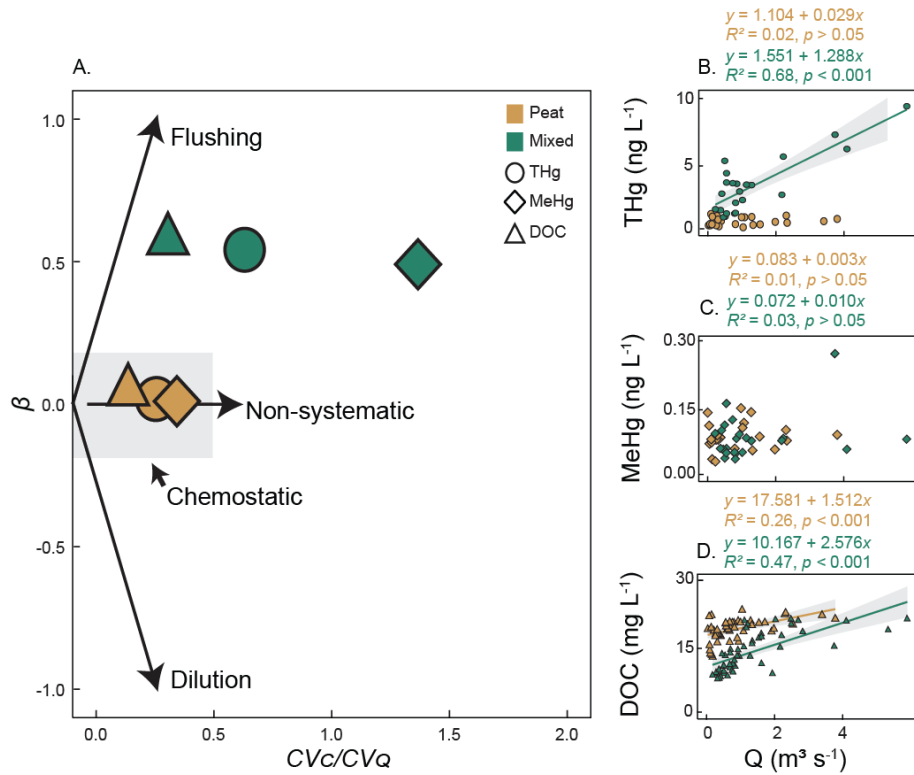 A.
β
1.0
0.5
0.0
-0.5
-1.0
Flushing
Non-systematic
Chemostatic
Dilution
Peat
Mixed
THg
MeHg
DOC
0.0 0.5 1.0 1.5 2.0
CVc/CVQ
y = 1.104 + 0.029x
R² = 0.02, p > 0.05
y = 1.551 + 1.288x
R² = 0.68, p < 0.001
B.
THg (ng L⁻¹)
10
5
0
y = 0.083 + 0.003x
R² = 0.01, p > 0.05
y = 0.072 + 0.010x
R² = 0.03, p > 0.05
C.
MeHg (ng L⁻¹)
0.30
0.15
0.00
y = 17.581 + 1.512x
R² = 0.26, p < 0.001
y = 10.167 + 2.576x
R² = 0.47, p < 0.001
D.
DOC (mg L⁻¹)
30
15
0
0 2 4
Q (m³ s⁻¹)